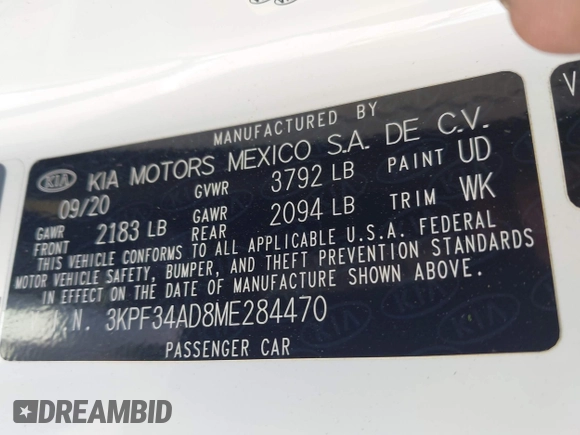 MANUFACTURED BY
KIA KIA MOTORS MEXICO S.A. DE C.V.
09/20 GVWR 3792 LB PAINT UD
GAWR FRONT 2183 LB GAWR REAR 2094 LB TRIM WK
THIS VEHICLE CONFORMS TO ALL APPLICABLE U.S.A. FEDERAL
MOTOR VEHICLE SAFETY, BUMPER, AND THEFT PREVENTION STANDARDS
IN EFFECT ON THE DATE OF MANUFACTURE SHOWN ABOVE.
.N. 3KPF34AD8ME284470
PASSENGER CAR
V
DREAMBID